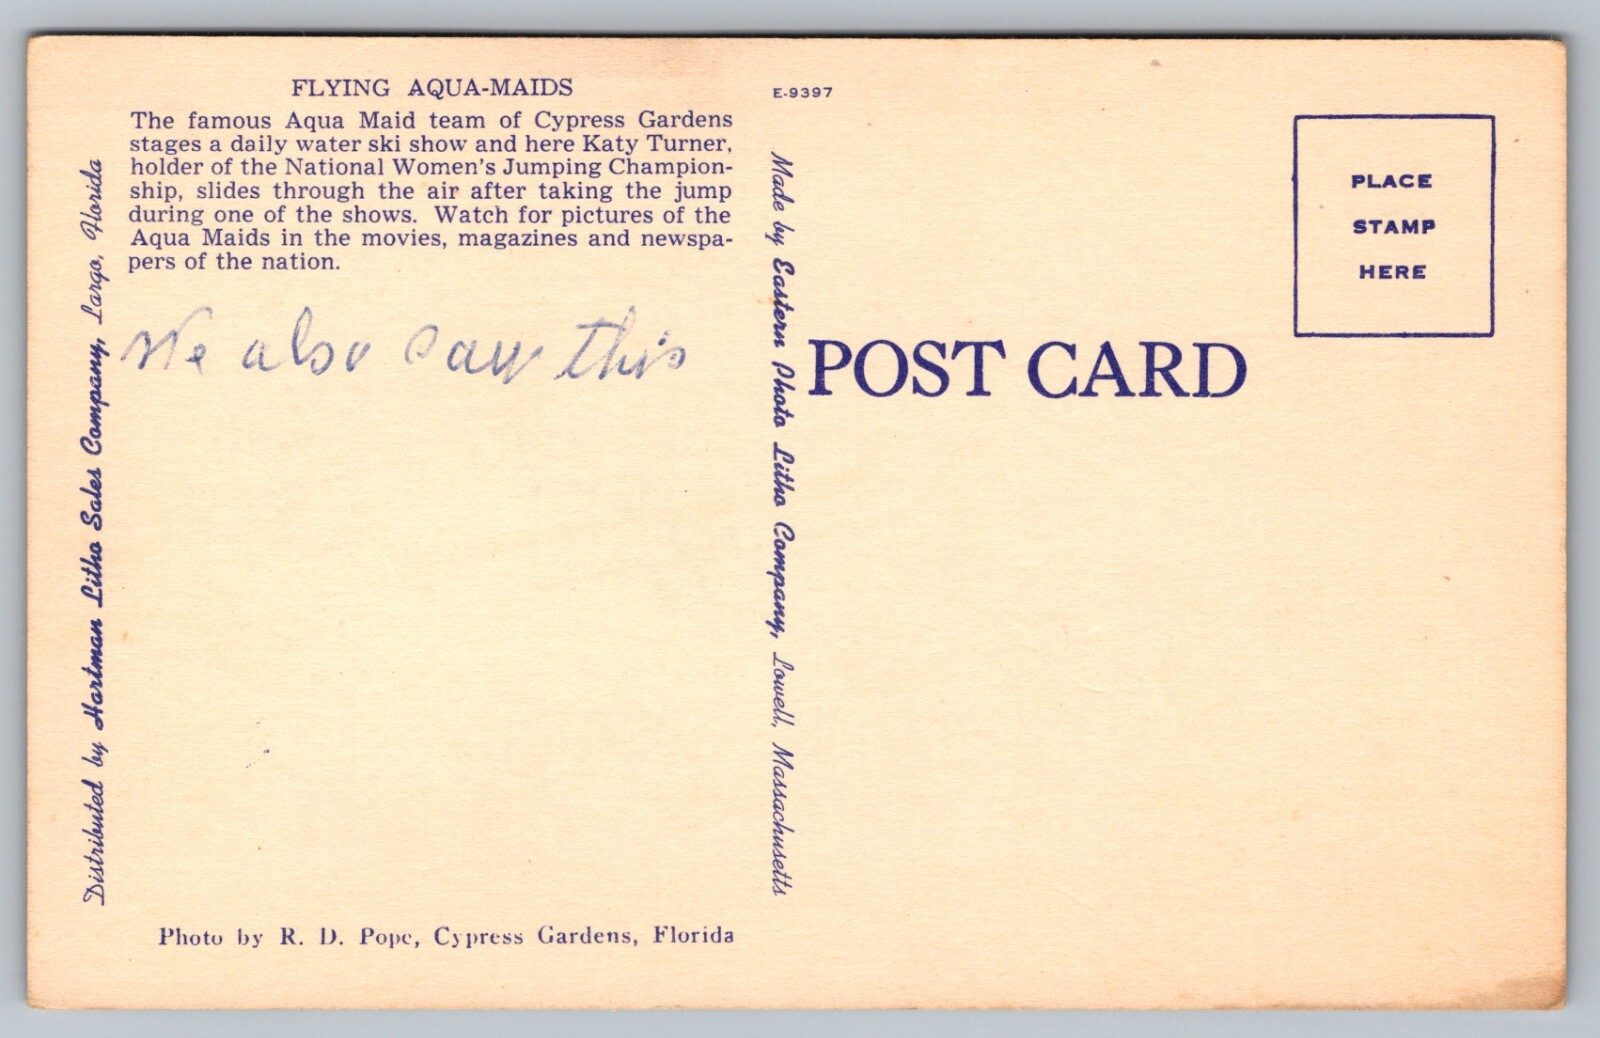 FLYING AQUA-MAIDS
The famous Aqua Maid team of Cypress Gardens
stages a daily water ski show and here Katy Turner,
holder of the National Women's Jumping Champion-
ship, slides through the air after taking the jump
during one of the shows. Watch for pictures of the
Aqua Maids in the movies, magazines and newspa-
pers of the nation.
We also say this
Distributed by Hartman Litho Sales Company, Largo, Florida
Photo by R. D. Pope, Cypress Gardens, Florida
E-9397
Made by Eastern Photo Litho Company, Lowell, Massachusetts
POST CARD
PLACE
STAMP
HERE